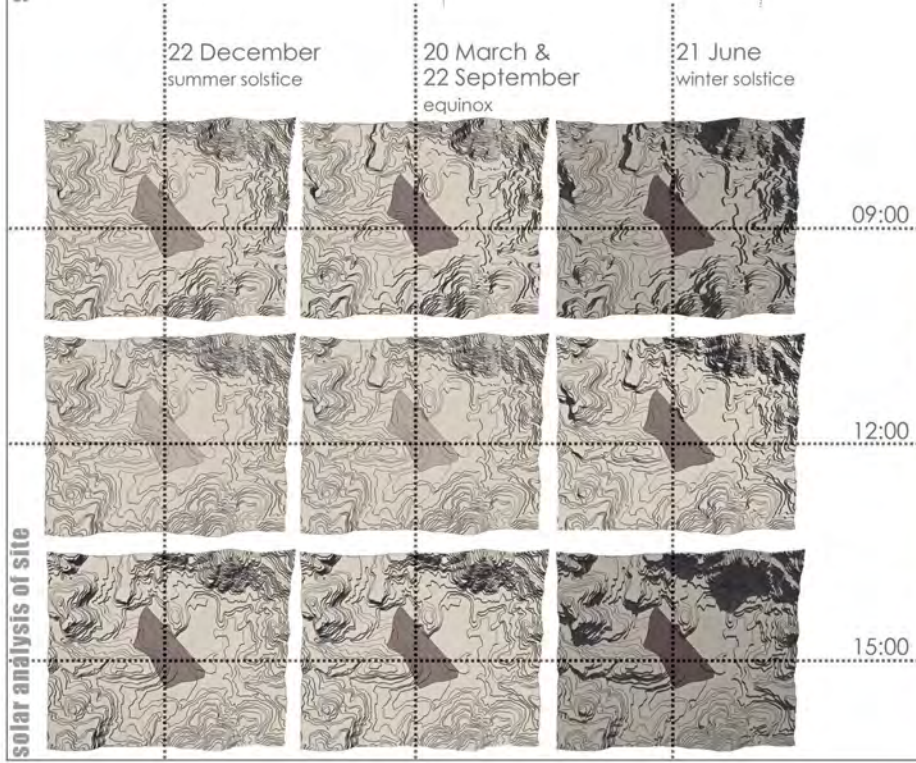 22 December
summer solstice
20 March &
22 September
equinox
21 June
winter solstice
09:00
12:00
15:00
solar analysis of site